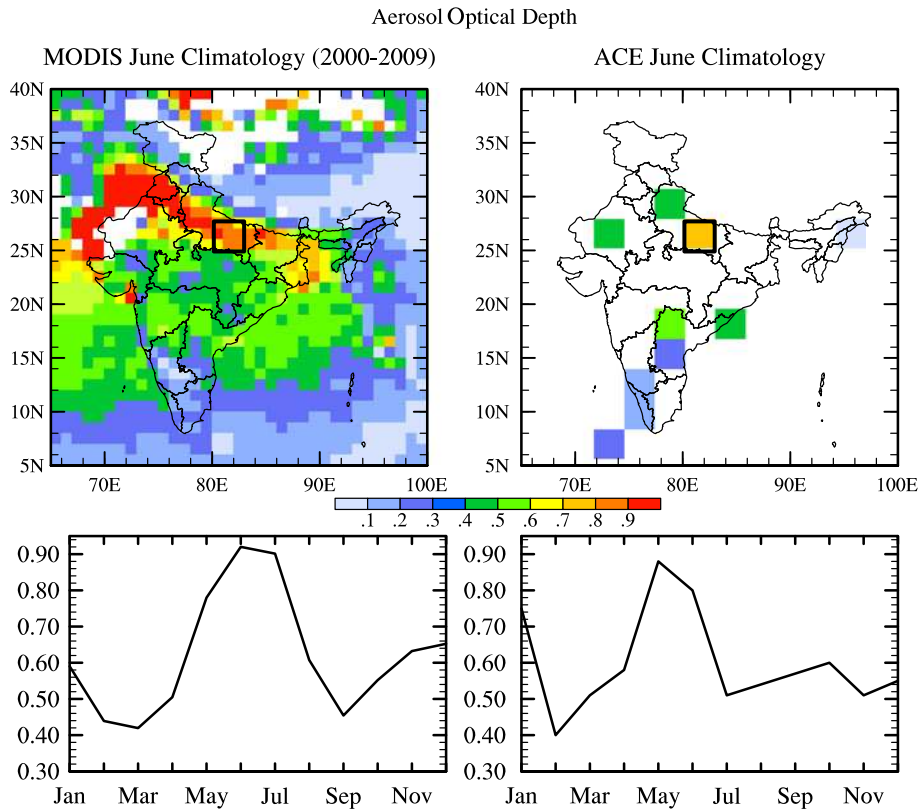 Aerosol Optical Depth
MODIS June Climatology (2000-2009)
ACE June Climatology
40N
35N
30N
25N
20N
15N
10N
5N
70E 80E 90E 100E
40N
35N
30N
25N
20N
15N
10N
5N
70E 80E 90E 100E
.1 .2 .3 .4 .5 .6 .7 .8 .9
0.90
0.80
0.70
0.60
0.50
0.40
0.30
Jan Mar May Jul Sep Nov
0.90
0.80
0.70
0.60
0.50
0.40
0.30
Jan Mar May Jul Sep Nov